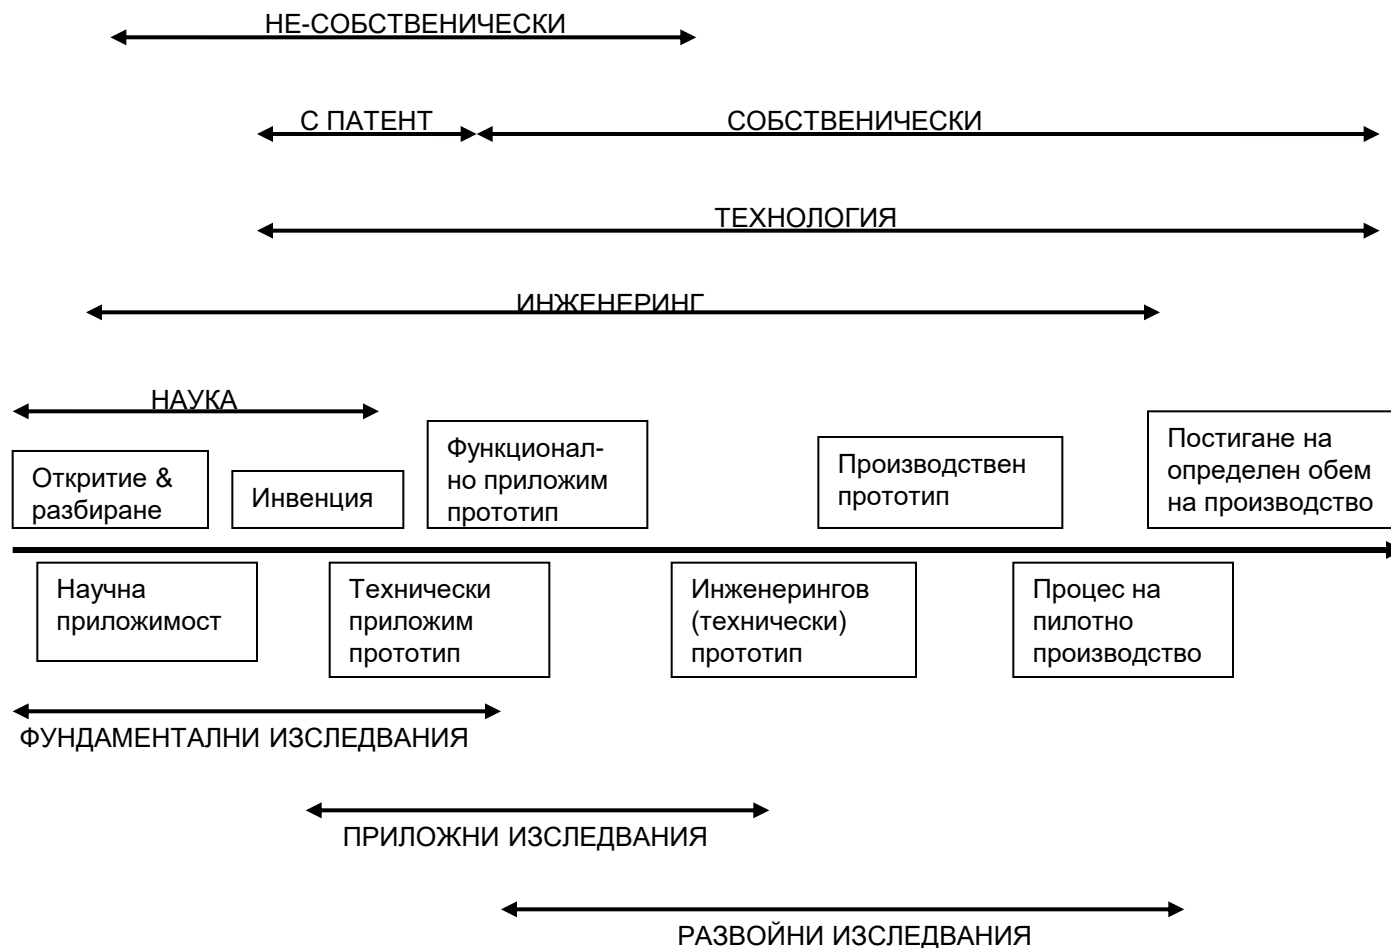 НЕ-СОБСТВЕНИЧЕСКИ
С ПАТЕНТ
СОБСТВЕНИЧЕСКИ
ТЕХНОЛОГИЯ
ИНЖЕНЕРИНГ
НАУКА
Откритие &
разбиране
Инвенция
Функционал-
но приложим
прототип
Производствен
прототип
Постигане на
определен обем
на производство
Научна
приложимост
Технически
приложим
прототип
Инженерингов
(технически)
прототип
Процес на
пилотно
производство
ФУНДАМЕНТАЛНИ ИЗСЛЕДВАНИЯ
ПРИЛОЖНИ ИЗСЛЕДВАНИЯ
РАЗВОЙНИ ИЗСЛЕДВАНИЯ